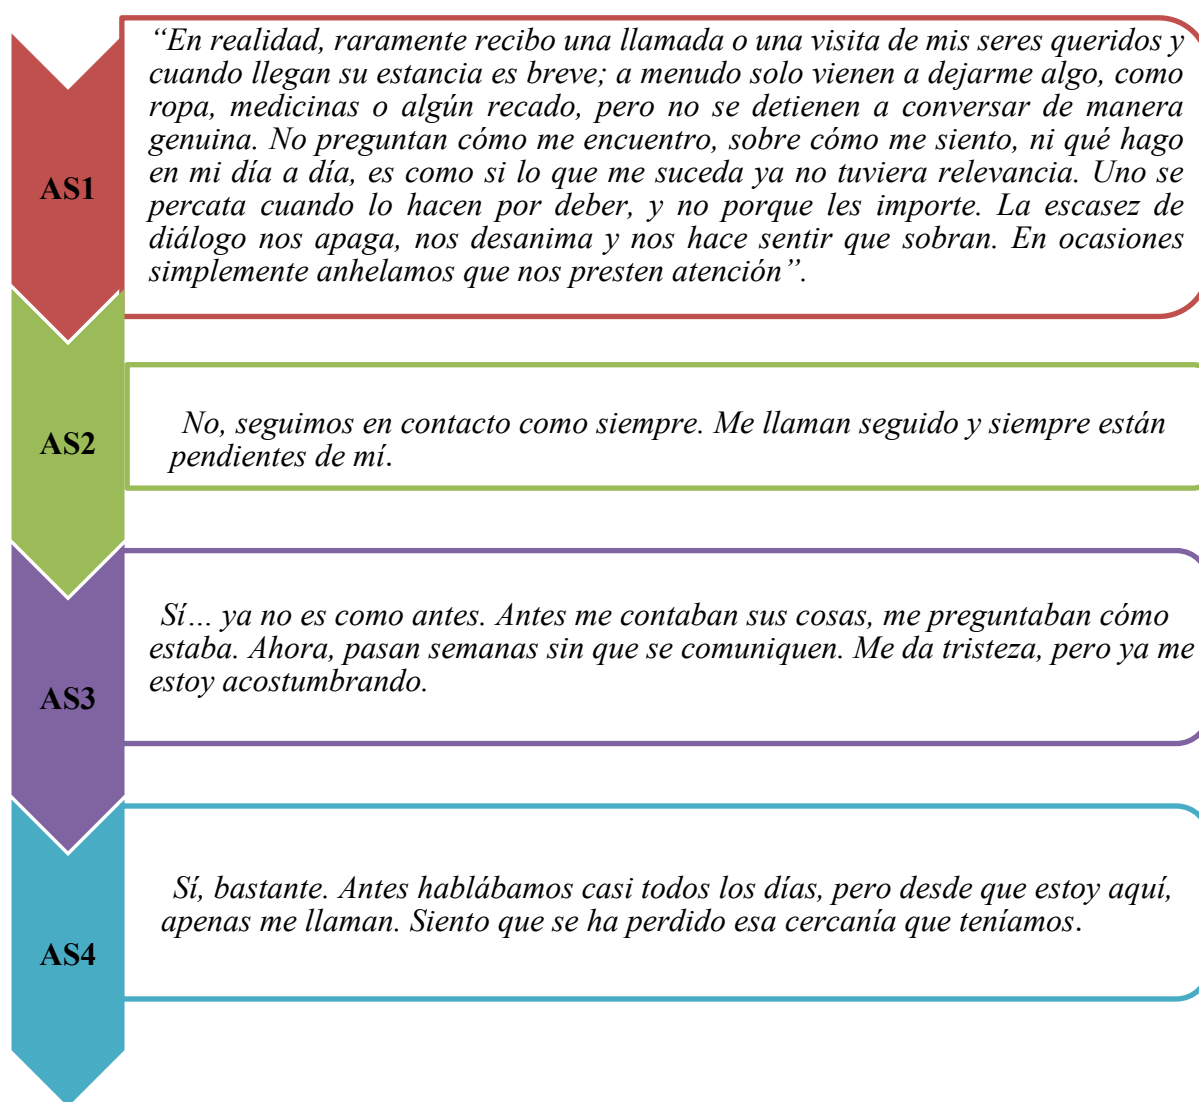 AS1
“En realidad, raramente recibo una llamada o una visita de mis seres queridos y
cuando llegan su estancia es breve; a menudo solo vienen a dejarme algo, como
ropa, medicinas o algún recado, pero no se detienen a conversar de manera
genuina. No preguntan cómo me encuentro, sobre cómo me siento, ni qué hago
en mi día a día, es como si lo que me suceda ya no tuviera relevancia. Uno se
percata cuando lo hacen por deber, y no porque les importe. La escasez de
diálogo nos apaga, nos desanima y nos hace sentir que sobran. En ocasiones
simplemente anhelamos que nos presten atención”.
AS2
No, seguimos en contacto como siempre. Me llaman seguido y siempre están
pendientes de mí.
AS3
Sí… ya no es como antes. Antes me contaban sus cosas, me preguntaban cómo
estaba. Ahora, pasan semanas sin que se comuniquen. Me da tristeza, pero ya me
estoy acostumbrando.
AS4
Sí, bastante. Antes hablábamos casi todos los días, pero desde que estoy aquí,
apenas me llaman. Siento que se ha perdido esa cercanía que teníamos.